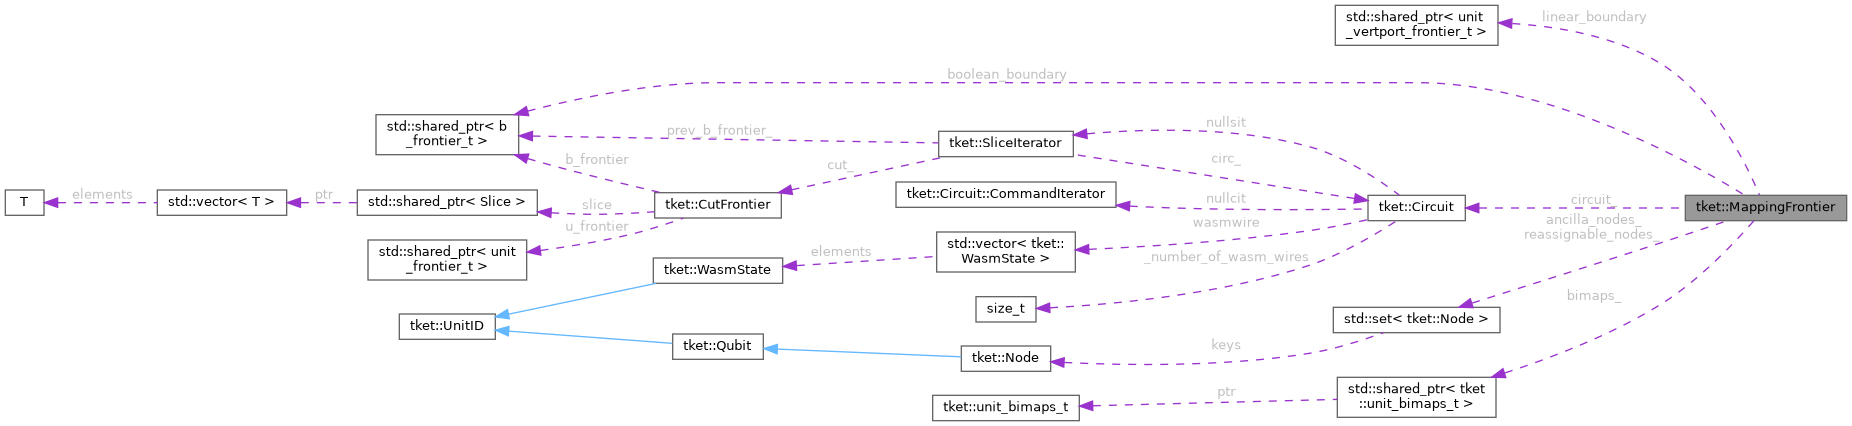 std::shared_ptr< unit
_vertport_frontier_t >
linear_boundary
boolean_boundary
std::shared_ptr< b
_frontier_t >
prev_b_frontier_
tket::SliceIterator
nullsit
b_frontier
cut_
circ_
T
elements
std::vector< T >
ptr
std::shared_ptr< Slice >
slice
tket::CutFrontier
tket::Circuit::CommandIterator
nullcit
tket::Circuit
circuit_
tket::MappingFrontier
u_frontier
wasmwire
ancilla_nodes_
reassignable_nodes_
std::shared_ptr< unit
_frontier_t >
elements
std::vector< tket::
WasmState >
_number_of_wasm_wires
tket::WasmState
size_t
bimaps_
tket::UnitID
std::set< tket::Node >
tket::Qubit
tket::Node
keys
tket::unit_bimaps_t
ptr
std::shared_ptr< tket
::unit_bimaps_t >